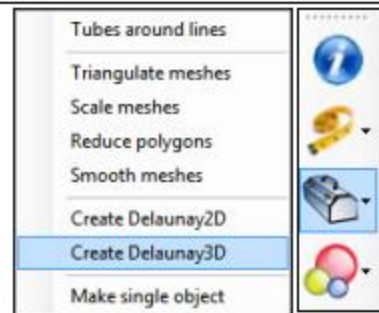 Tubes around lines
Triangulate meshes
Scale meshes
Reduce polygons
Smooth meshes
Create Delaunay2D
Create Delaunay3D
Make single object